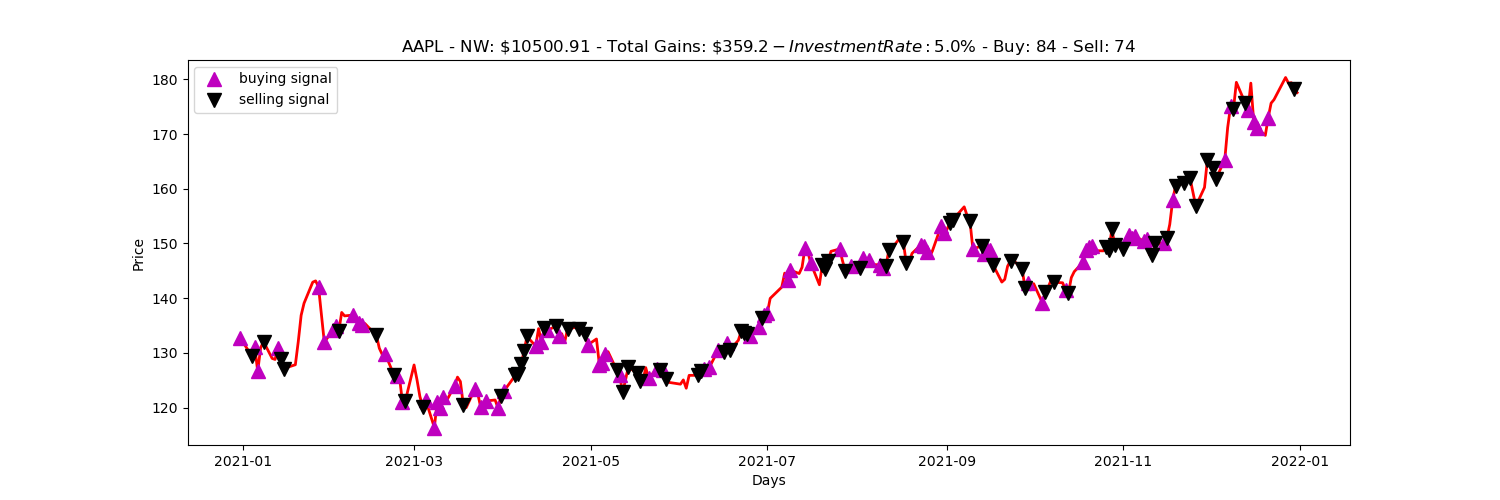 AAPL - NW: $10500.91 - Total Gains: $359.2 − InvestmentRate : 5.0% - Buy: 84 - Sell: 74
buying signal
selling signal
180
170
160
150
140
130
120
Price
2021-01 2021-03 2021-05 2021-07 2021-09 2021-11 2022-01
Days